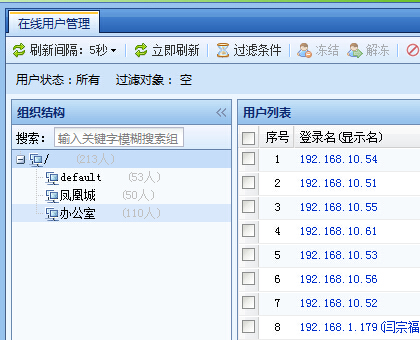 在线用户管理
刷新间隔：5秒 立即刷新 过滤条件 冻结 解冻
用户状态：所有 过滤对象： 空
组织结构
搜索： 输入关键字模糊搜索组
/ (213人)
default (53人)
凤凰城 (50人)
办公室 (110人)
用户列表
序号 登录名(显示名)
1 192.168.10.54
2 192.168.10.51
3 192.168.10.55
4 192.168.10.61
5 192.168.10.53
6 192.168.10.56
7 192.168.10.52
8 192.168.1.179(闫宗福